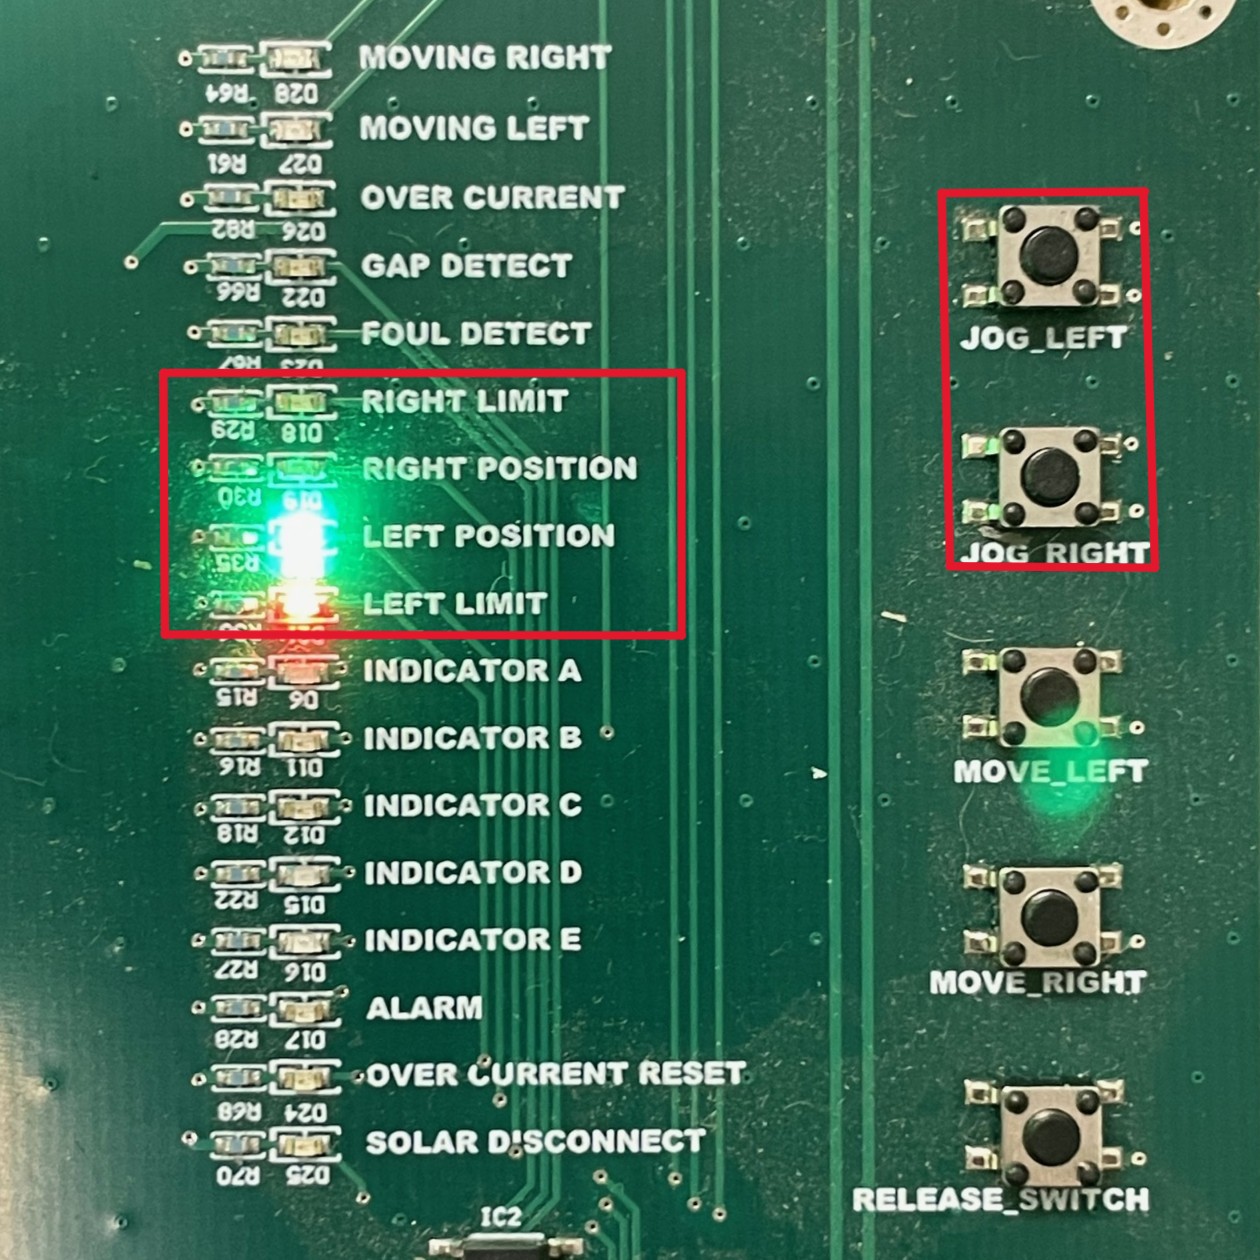 MOVING RIGHT
R64 D28
MOVING LEFT
R61 D27
OVER CURRENT
R82 D26
GAP DETECT
R66 D22
FOUL DETECT
R67 D23
RIGHT LIMIT
R29 D18
RIGHT POSITION
R30 D19
LEFT POSITION
R35
LEFT LIMIT
INDICATOR A
R15 D6
INDICATOR B
R16 D11
INDICATOR C
R18 D12
INDICATOR D
R22 D15
INDICATOR E
R27 D16
ALARM
R28 D17
OVER CURRENT RESET
R68 D24
SOLAR DISCONNECT
R70 D25
IC2
JOG_LEFT
JOG_RIGHT
MOVE_LEFT
MOVE_RIGHT
RELEASE_SWITCH